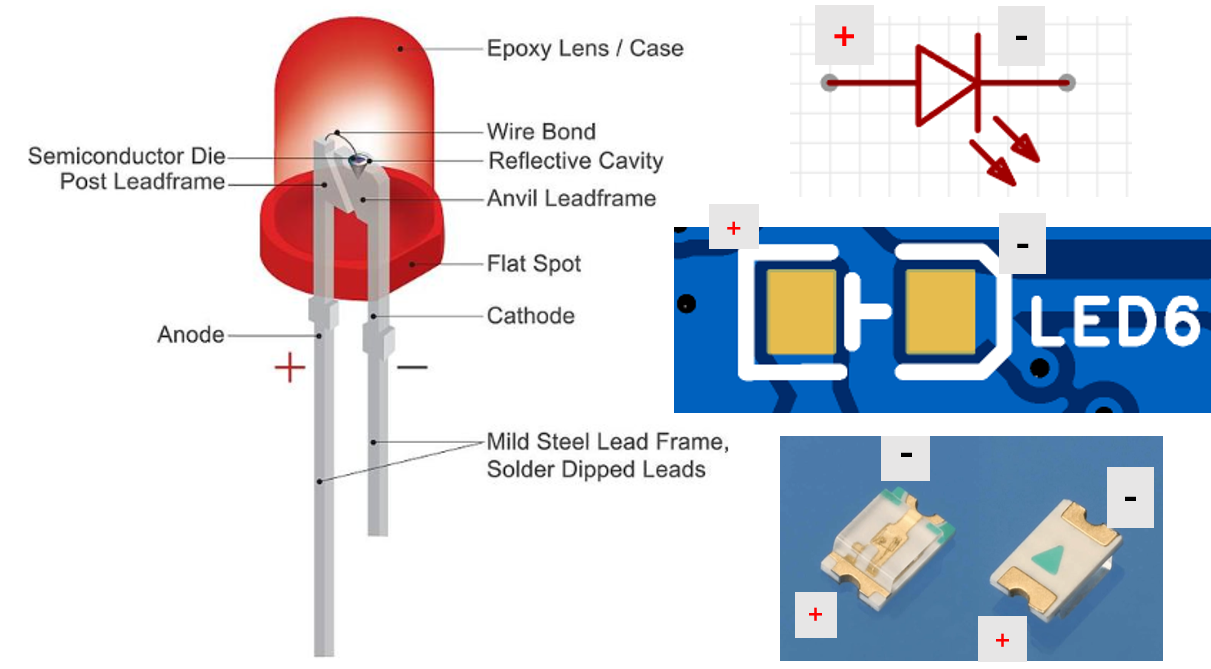 Epoxy Lens / Case
Wire Bond
Semiconductor Die
Reflective Cavity
Post Leadframe
Anvil Leadframe
Flat Spot
Cathode
Anode
+ −
Mild Steel Lead Frame,
Solder Dipped Leads
+ -
+ -
LED6
- -
+ +